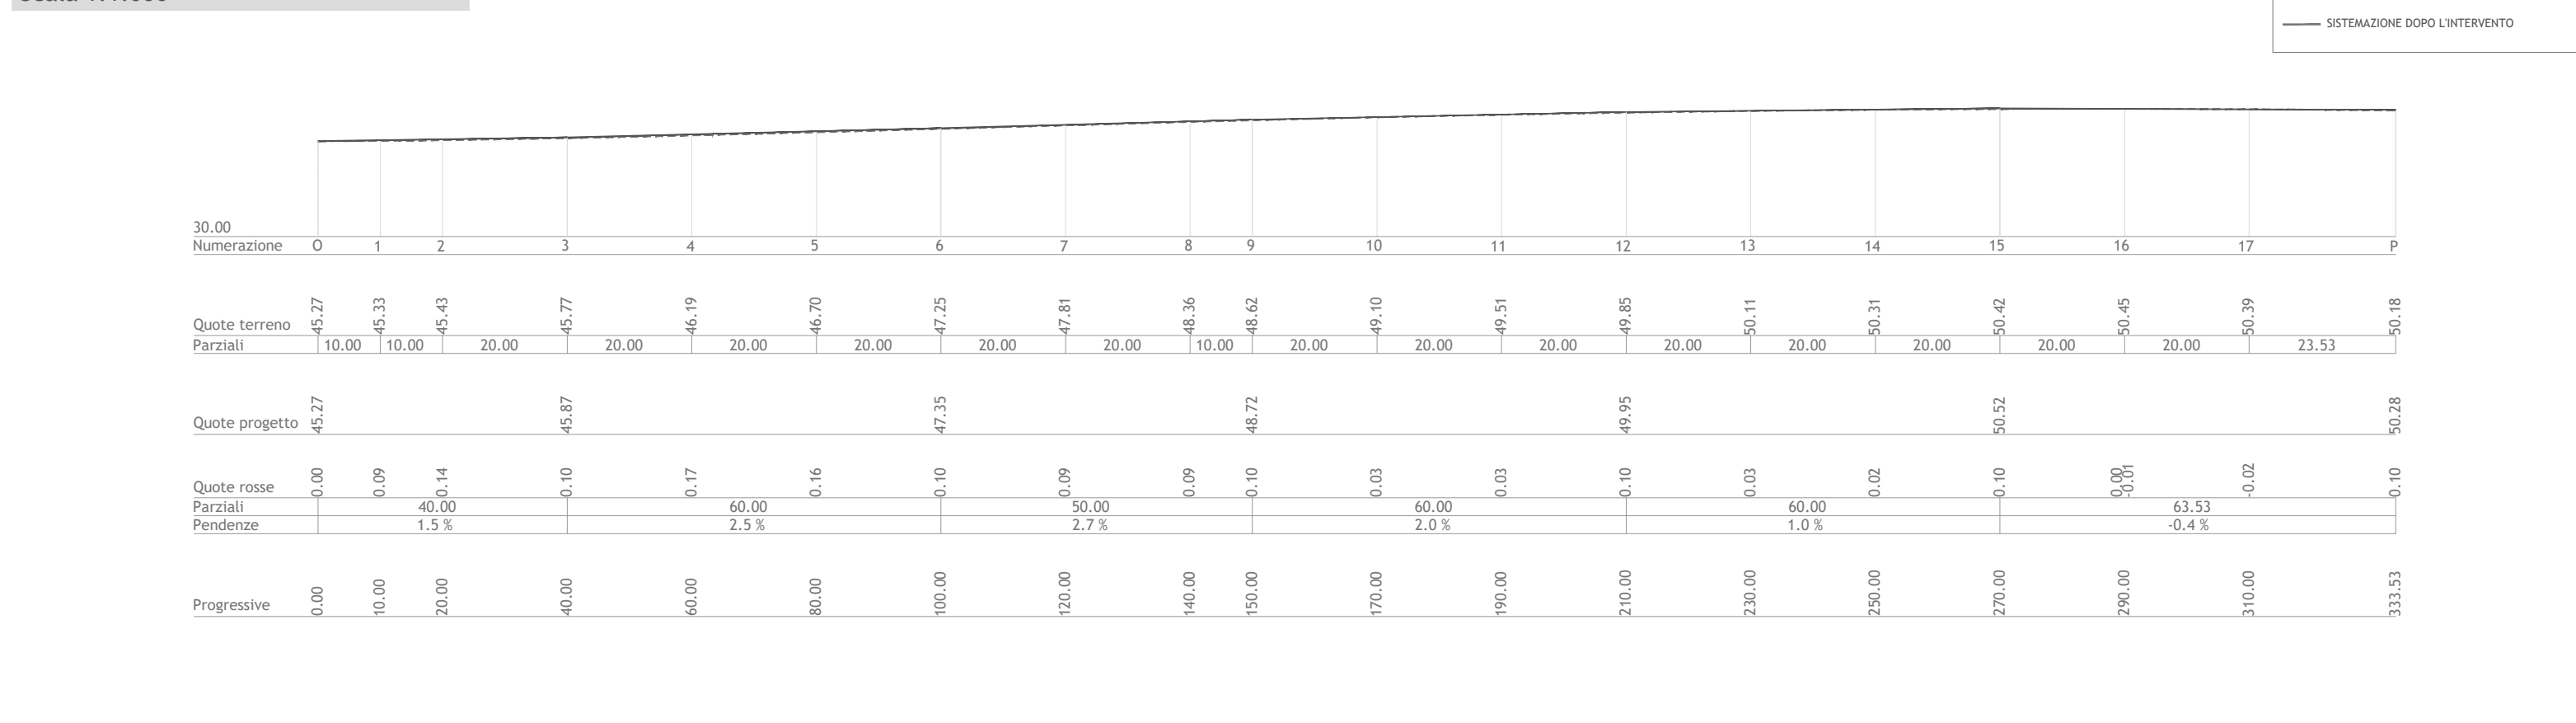 SISTEMAZIONE DOPO L'INTERVENTO
30.00
Numerazione O 1 2 3 4 5 6 7 8 9 10 11 12 13 14 15 16 17 P
Quote terreno 45.27 45.33 45.43 45.77 46.19 46.70 47.25 47.81 48.36 48.62 49.10 49.51 49.85 50.11 50.31 50.42 50.45 50.39 50.18
Parziali 10.00 10.00 20.00 20.00 20.00 20.00 20.00 20.00 10.00 20.00 20.00 20.00 20.00 20.00 20.00 20.00 20.00 23.53
Quote progetto 45.27 45.87 47.35 48.72 49.95 50.52 50.28
Quote rosse 0.00 0.09 0.14 0.10 0.17 0.16 0.10 0.09 0.09 0.10 0.03 0.03 0.10 0.03 0.02 0.10 0.00 -0.01 -0.02 0.10
Parziali 40.00 60.00 50.00 60.00 60.00 63.53
Pendenze 1.5 % 2.5 % 2.7 % 2.0 % 1.0 % -0.4 %
Progressive 0.00 10.00 20.00 40.00 60.00 80.00 100.00 120.00 140.00 150.00 170.00 190.00 210.00 230.00 250.00 270.00 290.00 310.00 333.53